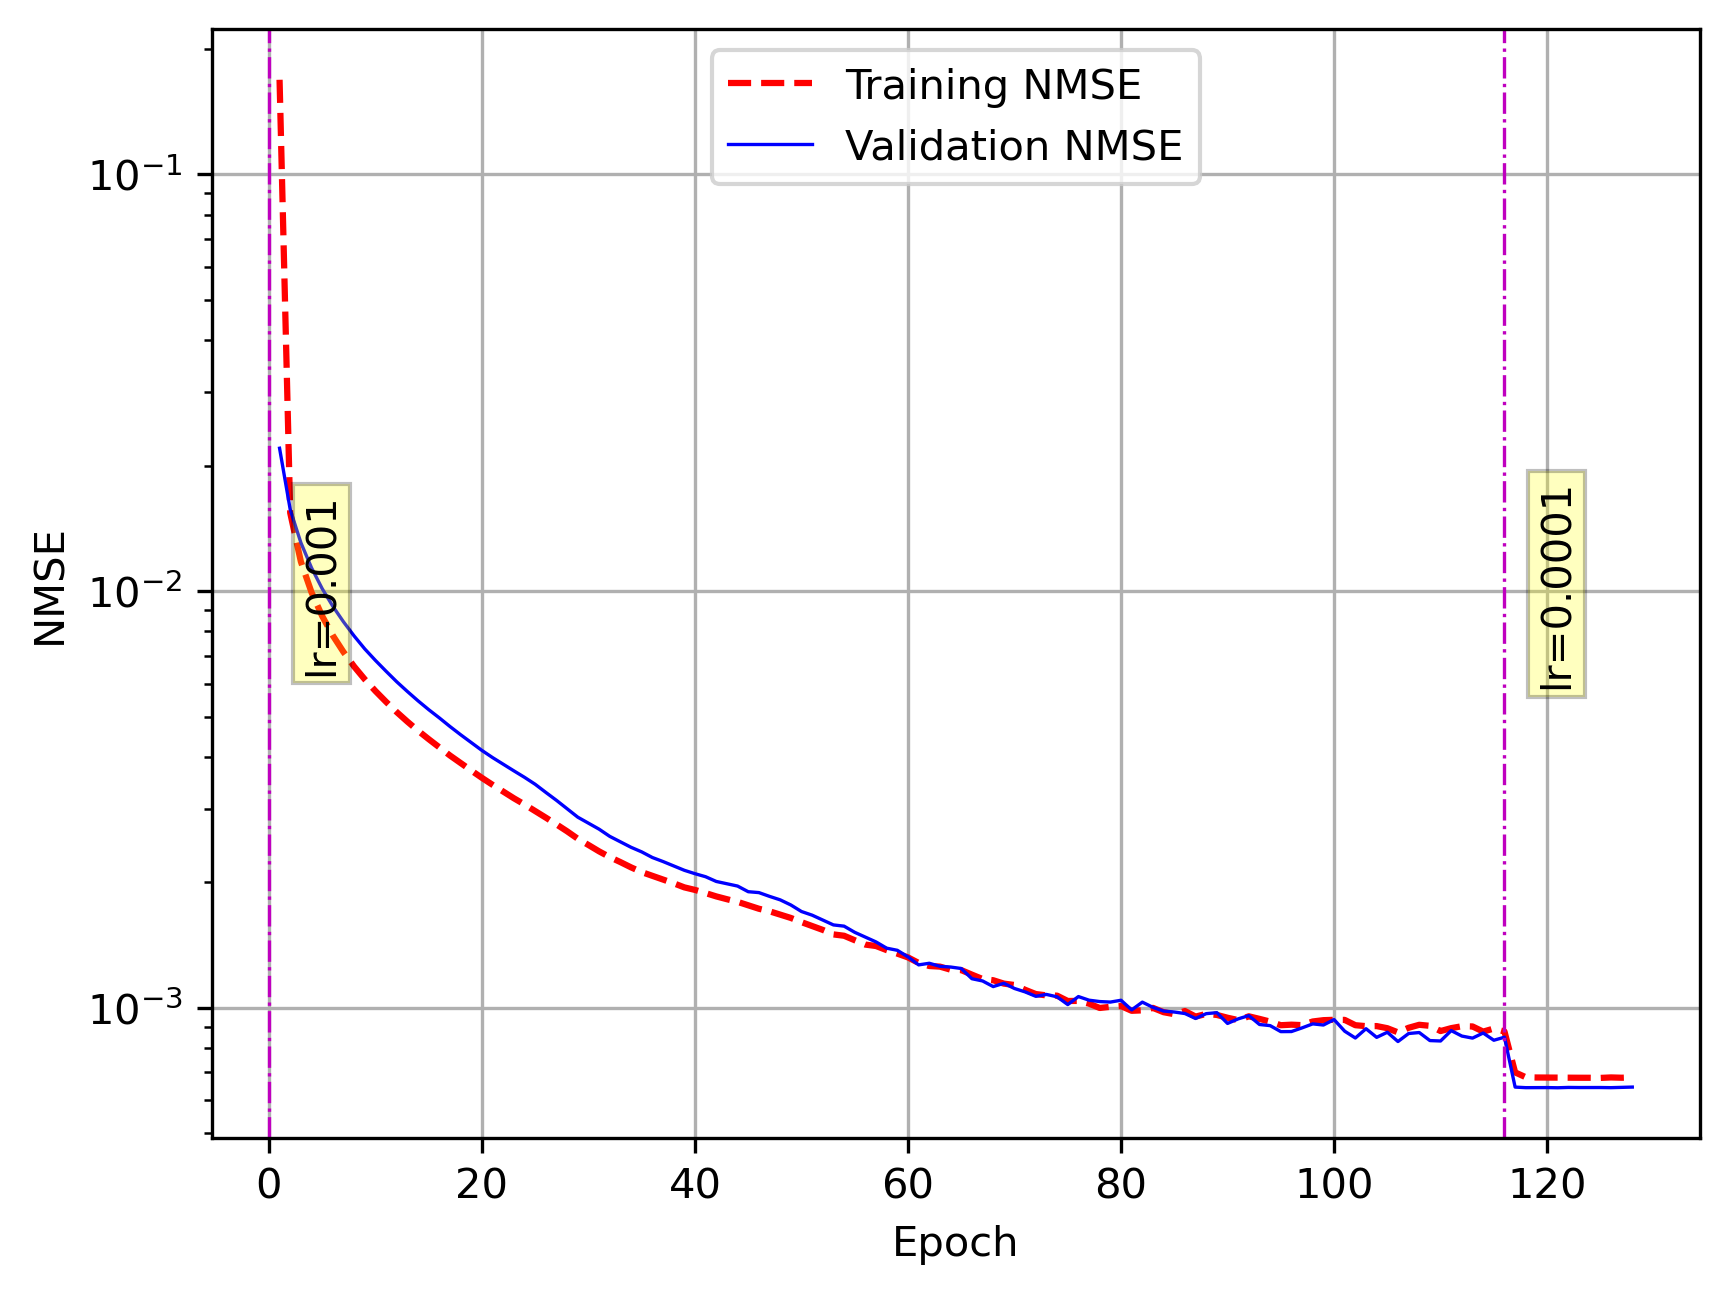 Training NMSE
Validation NMSE
10⁻¹
10⁻²
10⁻³
NMSE
lr=0.001
lr=0.0001
0 20 40 60 80 100 120
Epoch